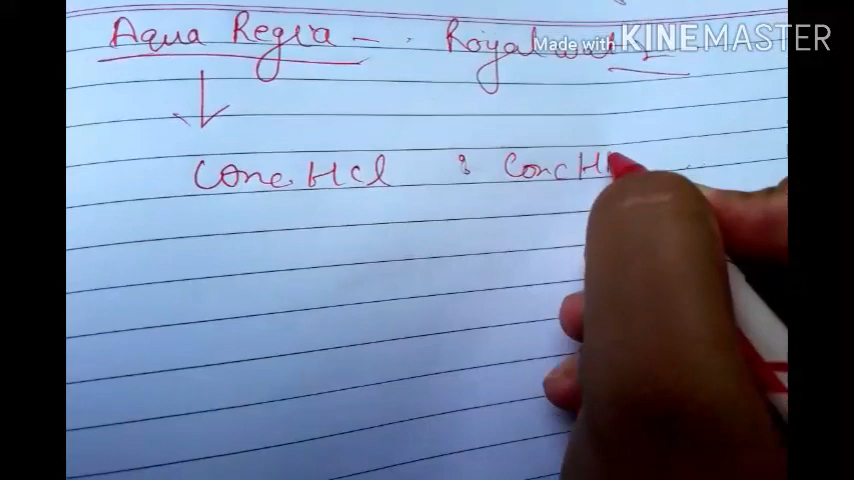 Aqua Regia - . Royal
Made with KINEMASTER
Conc. HCl : Conc H